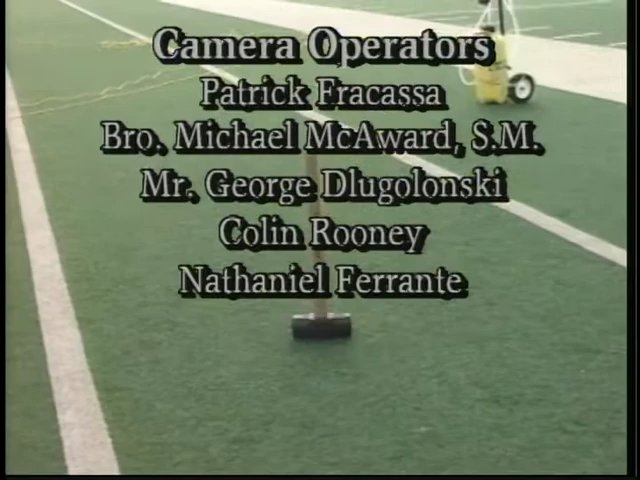 Camera Operators
Patrick Fracassa
Bro. Michael McAward, S.M.
Mr. George Dlugolonski
Colin Rooney
Nathaniel Ferrante